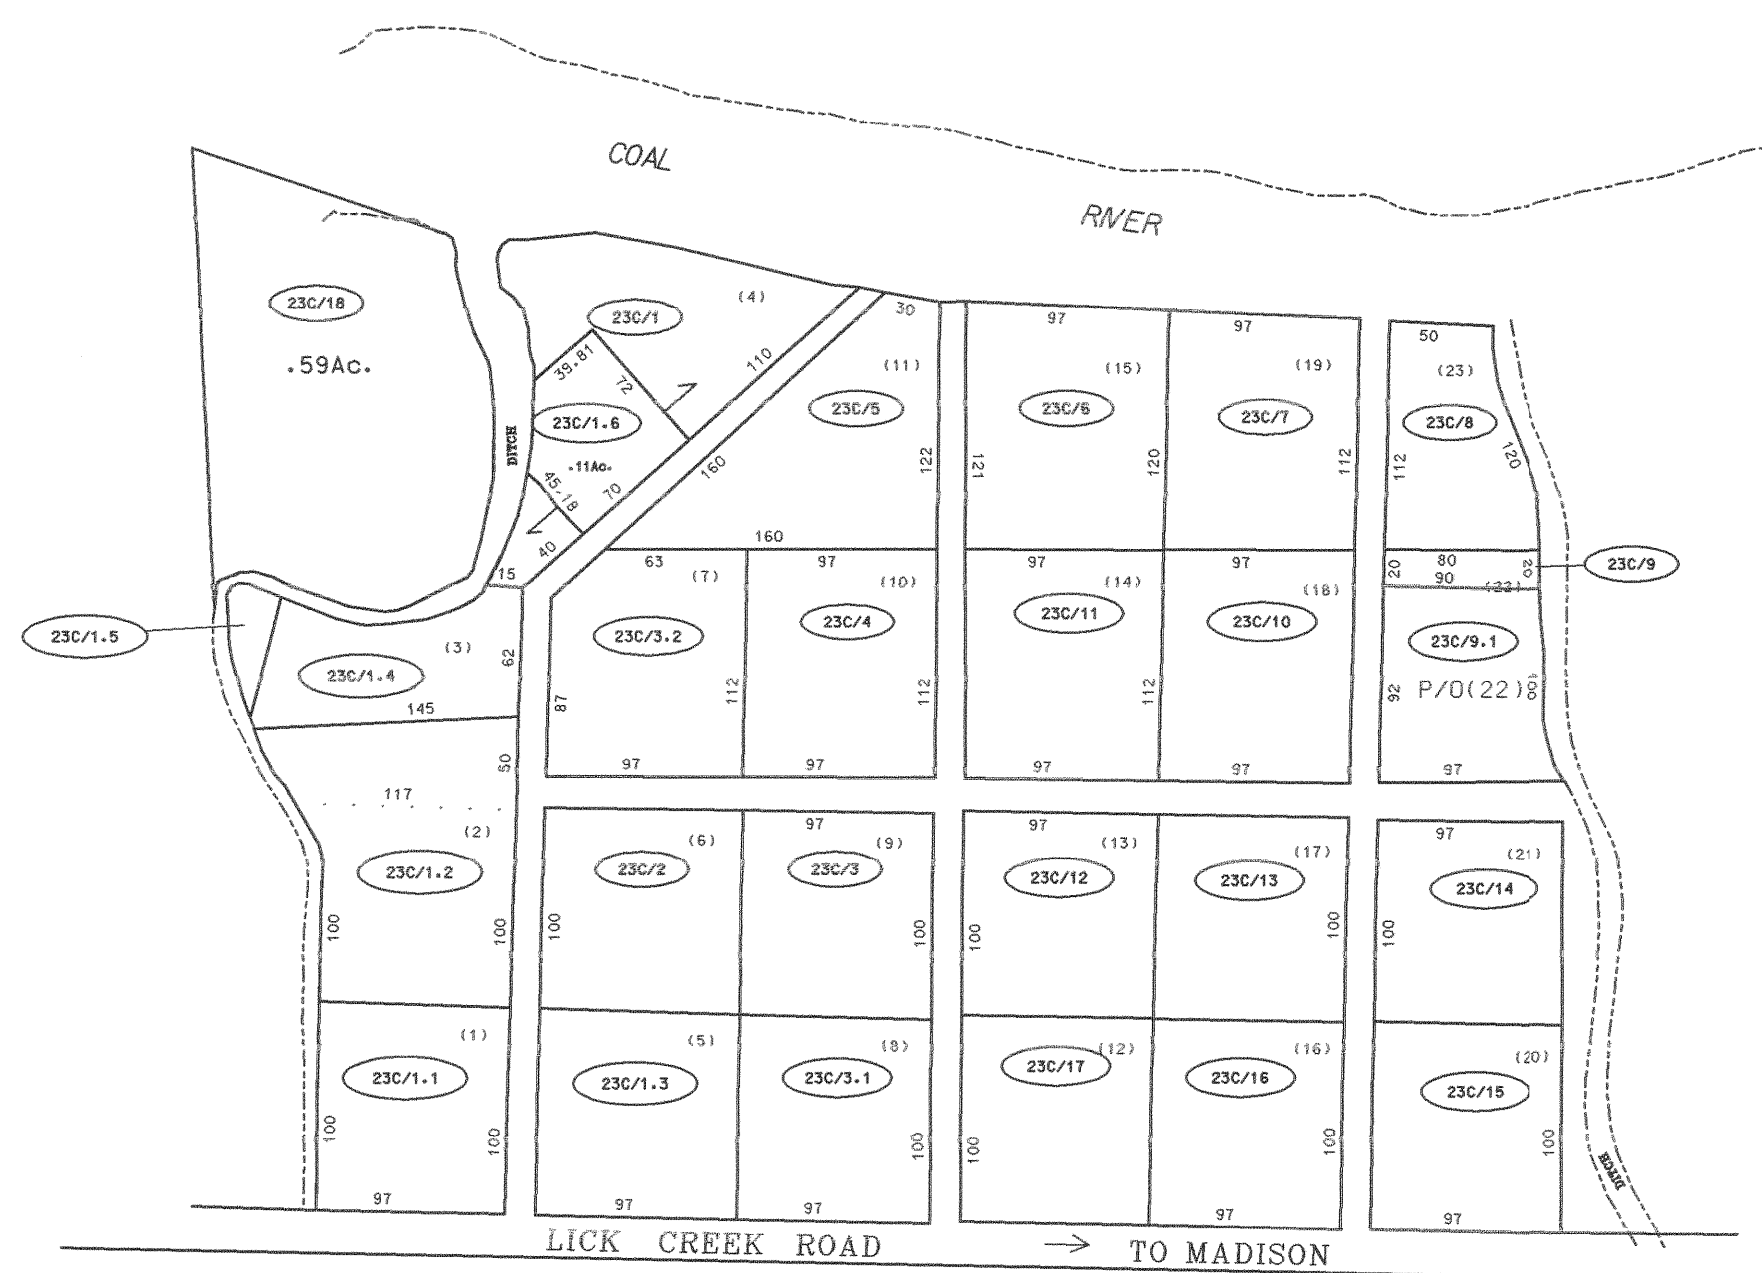 COAL
RIVER
23C/18
.59Ac.
DITCH
23C/1
(4)
39.81
72
110
23C/1.6
.11Ac.
45.18
70
40
15
160
30
(11)
23C/5
122
160
97
(15)
23C/6
121
120
97
(19)
23C/7
112
50
(23)
23C/8
112
120
80
20
20
90
(22)
23C/9
23C/1.5
(3)
23C/1.4
62
145
63
(7)
23C/3.2
87
112
97
97
(10)
23C/4
112
97
97
(14)
23C/11
112
97
97
(18)
23C/10
97
23C/9.1
P/O(22)
92
100
97
50
117
(2)
23C/1.2
100
100
(6)
23C/2
100
97
(9)
23C/3
100
97
(13)
23C/12
100
(17)
23C/13
100
97
(21)
23C/14
100
(1)
23C/1.1
100
100
97
(5)
23C/1.3
97
(8)
23C/3.1
100
97
(12)
23C/17
100
(16)
23C/16
100
97
(20)
23C/15
100
97
DITCH
LICK CREEK ROAD → TO MADISON